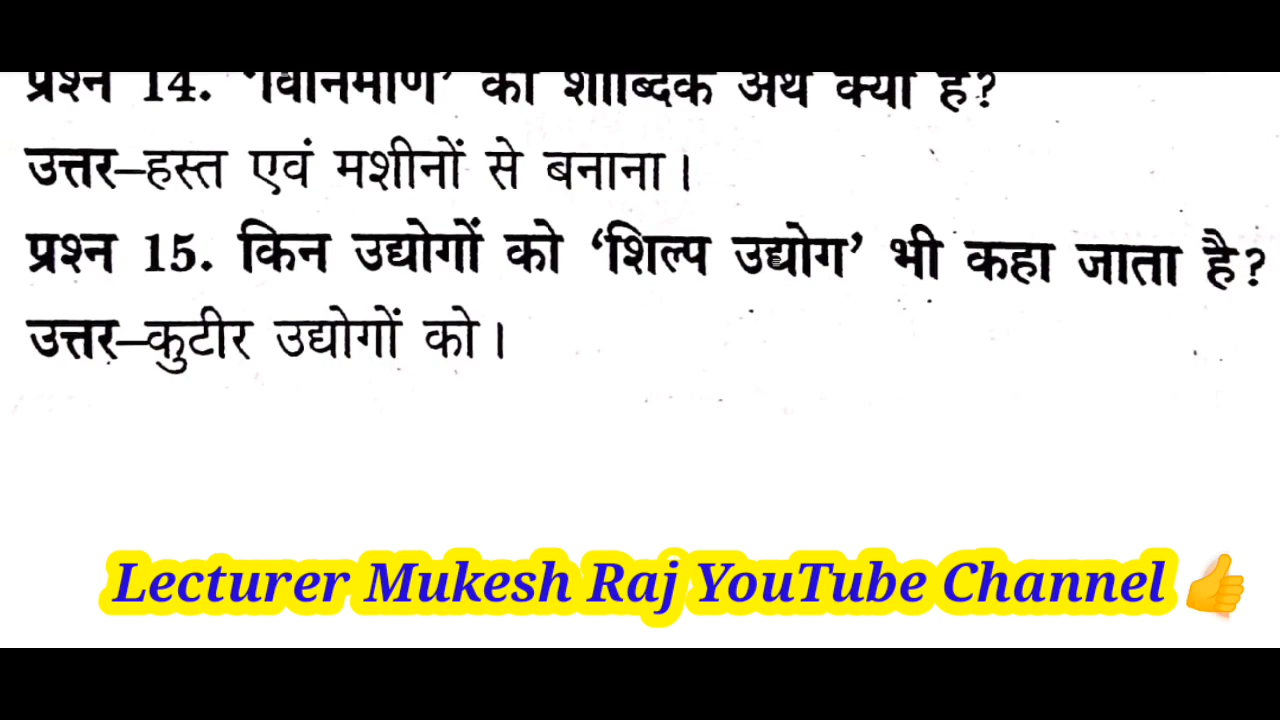 प्रश्न 14. 'विनिर्माण' का शाब्दिक अर्थ क्या है?
उत्तर–हस्त एवं मशीनों से बनाना।
प्रश्न 15. किन उद्योगों को 'शिल्प उद्योग' भी कहा जाता है?
उत्तर–कुटीर उद्योगों को।
Lecturer Mukesh Raj YouTube Channel 👍